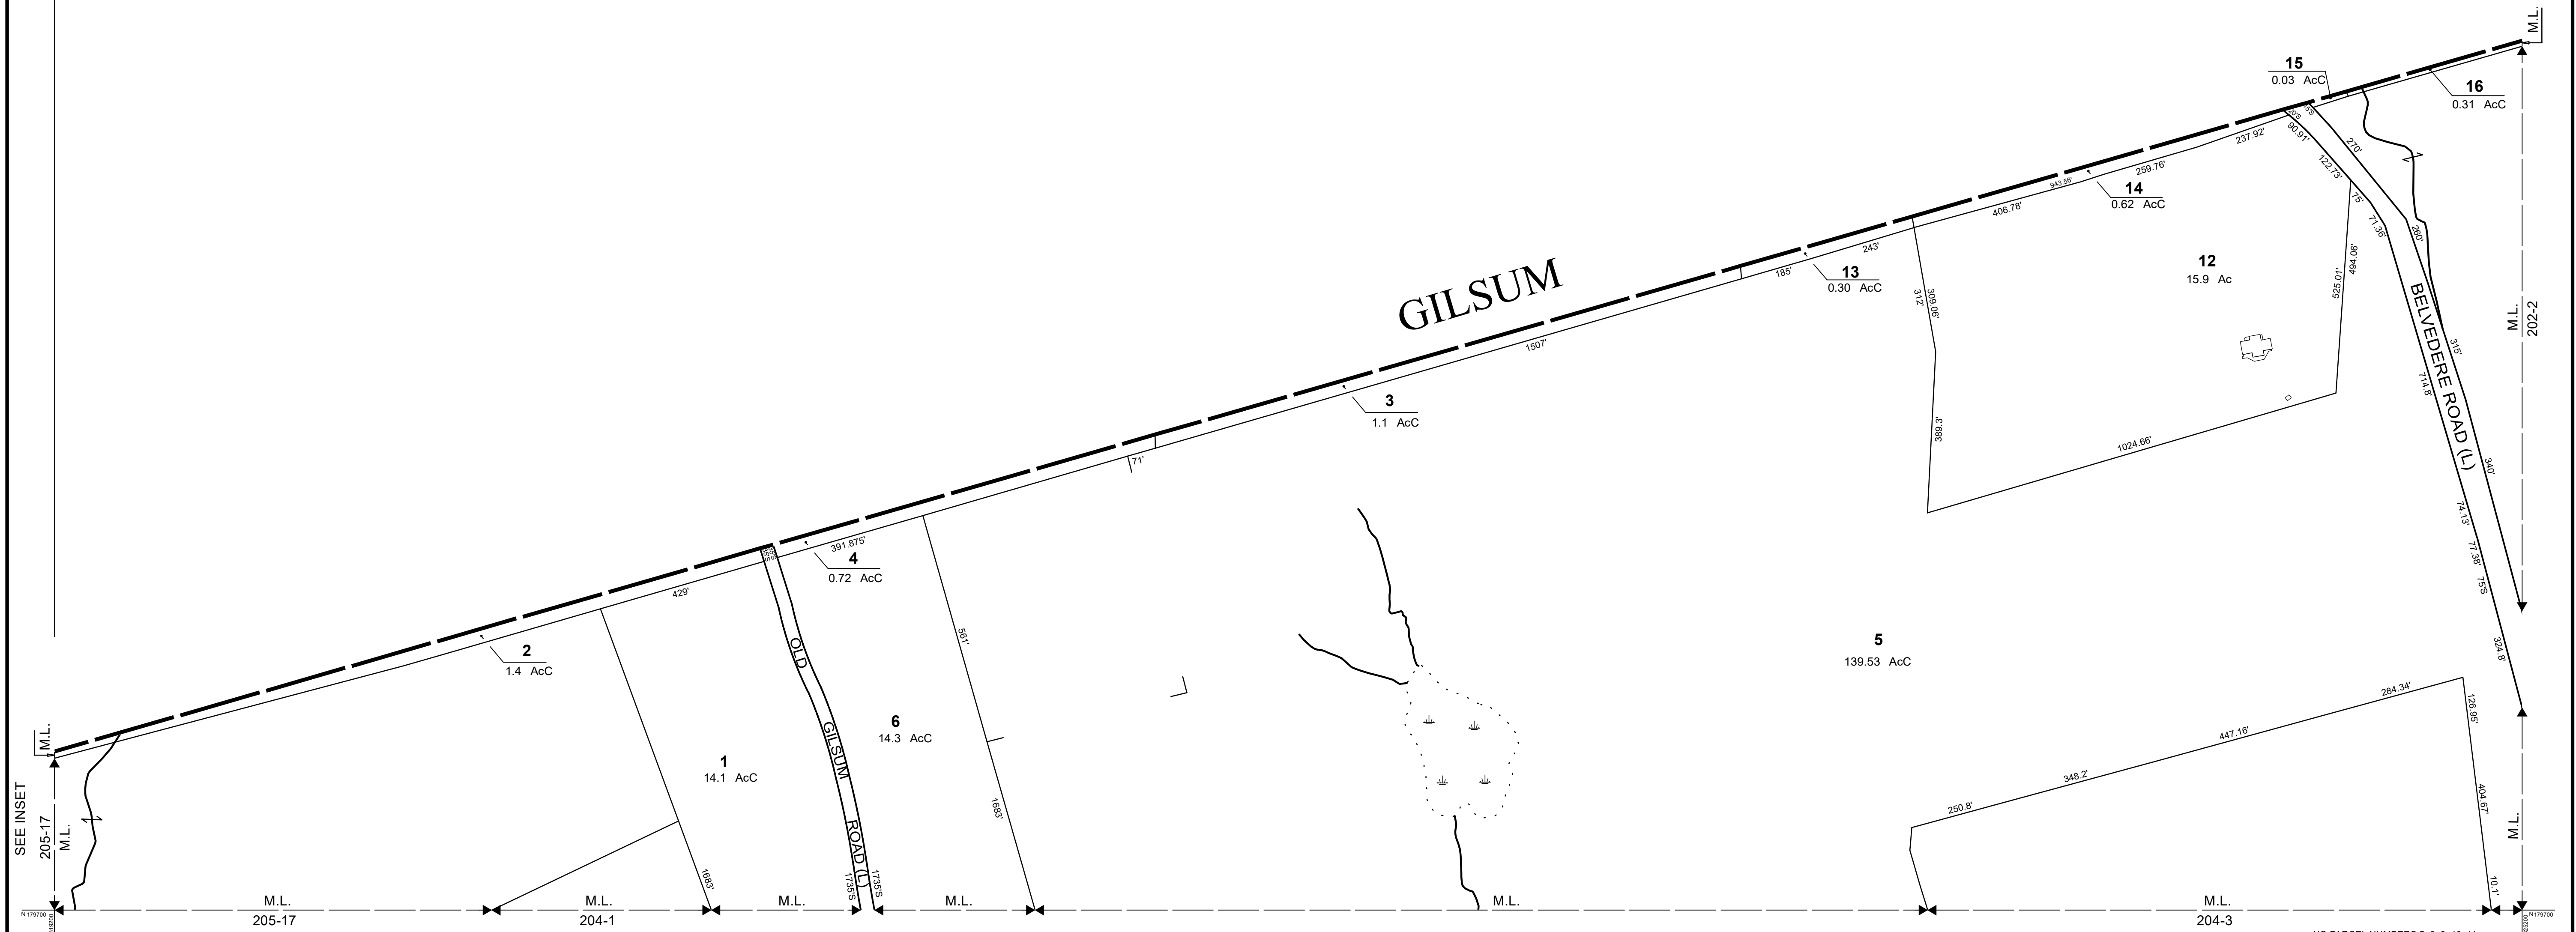 M.L.
15
0.03 AcC
16
0.31 AcC
20'S
15'S
90.91'
270'
237.92'
122.73'
259.76'
943.56'
14
0.62 AcC
75'
406.78'
71.36'
260'
243'
494.06'
525.01'
12
15.9 Ac
13
0.30 AcC
185'
309.06'
312'
GILSUM
M.L.
202-2
BELVEDERE ROAD (L)
315'
1507'
714.8'
3
1.1 AcC
389.3'
1024.66'
71'
340'
74.13'
391.875'
4
0.72 AcC
77.38'
75'S
429'
561'
OLD GILSUM ROAD (L)
2
1.4 AcC
5
139.53 AcC
324.8'
284.34'
126.95'
6
14.3 AcC
447.16'
M.L.
1
14.1 AcC
348.2'
404.67'
SEE INSET
205-17
M.L.
250.8'
1683'
M.L.
1683'
1735'S
1735'S
10.1'
M.L.
M.L.
M.L.
M.L.
M.L.
M.L.
N 179700
205-17
204-1
204-3
N 179700